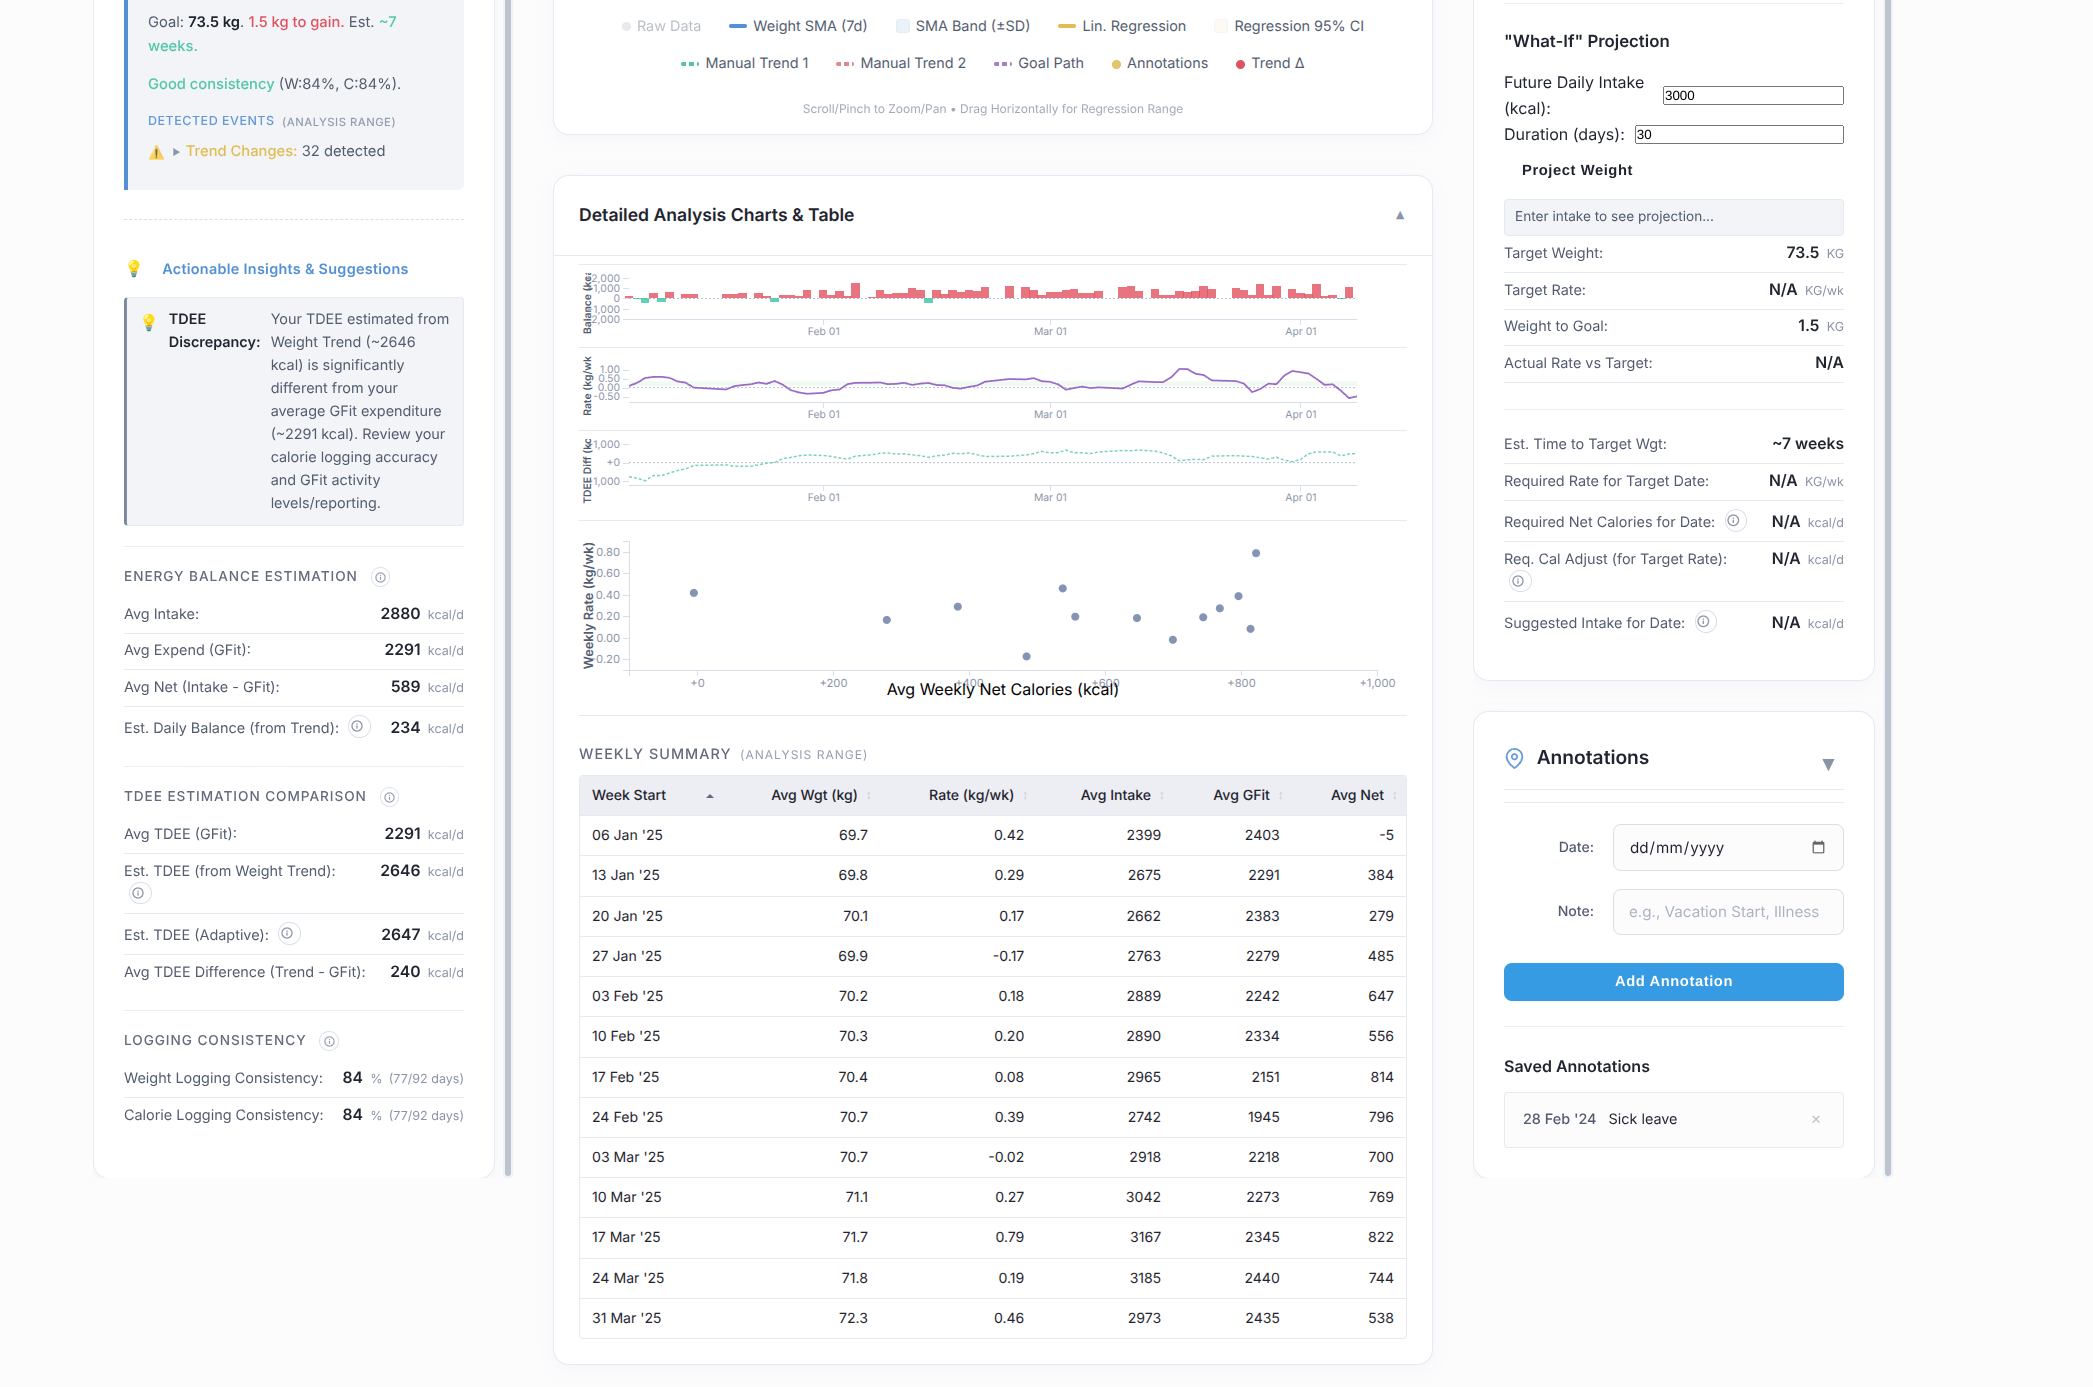 Goal: 73.5 kg. 1.5 kg to gain. Est. ~7
weeks.
Good consistency (W:84%, C:84%).
DETECTED EVENTS (ANALYSIS RANGE)
⚠️ ▸ Trend Changes: 32 detected
💡 Actionable Insights & Suggestions
💡 TDEE Discrepancy: Your TDEE estimated from
Weight Trend (~2646
kcal) is significantly
different from your
average GFit expenditure
(~2291 kcal). Review your
calorie logging accuracy
and GFit activity
levels/reporting.
ENERGY BALANCE ESTIMATION
Avg Intake: 2880 kcal/d
Avg Expend (GFit): 2291 kcal/d
Avg Net (Intake - GFit): 589 kcal/d
Est. Daily Balance (from Trend): 234 kcal/d
TDEE ESTIMATION COMPARISON
Avg TDEE (GFit): 2291 kcal/d
Est. TDEE (from Weight Trend): 2646 kcal/d
Est. TDEE (Adaptive): 2647 kcal/d
Avg TDEE Difference (Trend - GFit): 240 kcal/d
LOGGING CONSISTENCY
Weight Logging Consistency: 84 % (77/92 days)
Calorie Logging Consistency: 84 % (77/92 days)
Raw Data Weight SMA (7d) SMA Band (±SD) Lin. Regression Regression 95% CI
Manual Trend 1 Manual Trend 2 Goal Path Annotations Trend Δ
Scroll/Pinch to Zoom/Pan • Drag Horizontally for Regression Range
Detailed Analysis Charts & Table ▲
Balance
0
Feb 01 Mar 01 Apr 01
Rate (kg/wk
1.00
0.50
0.00
-0.50
Feb 01 Mar 01 Apr 01
TDEE Diff
+0
Feb 01 Mar 01 Apr 01
Weekly Rate (kg/wk)
0.80
0.60
0.40
0.20
0.00
0.20
+0 +200 +400 +600 +800 +1,000
Avg Weekly Net Calories (kcal)
WEEKLY SUMMARY (ANALYSIS RANGE)
Week Start Avg Wgt (kg) Rate (kg/wk) Avg Intake Avg GFit Avg Net
06 Jan '25 69.7 0.42 2399 2403 -5
13 Jan '25 69.8 0.29 2675 2291 384
20 Jan '25 70.1 0.17 2662 2383 279
27 Jan '25 69.9 -0.17 2763 2279 485
03 Feb '25 70.2 0.18 2889 2242 647
10 Feb '25 70.3 0.20 2890 2334 556
17 Feb '25 70.4 0.08 2965 2151 814
24 Feb '25 70.7 0.39 2742 1945 796
03 Mar '25 70.7 -0.02 2918 2218 700
10 Mar '25 71.1 0.27 3042 2273 769
17 Mar '25 71.7 0.79 3167 2345 822
24 Mar '25 71.8 0.19 3185 2440 744
31 Mar '25 72.3 0.46 2973 2435 538
"What-If" Projection
Future Daily Intake
(kcal): 3000
Duration (days): 30
Project Weight
Enter intake to see projection...
Target Weight: 73.5 KG
Target Rate: N/A KG/wk
Weight to Goal: 1.5 KG
Actual Rate vs Target: N/A
Est. Time to Target Wgt: ~7 weeks
Required Rate for Target Date: N/A KG/wk
Required Net Calories for Date: N/A kcal/d
Req. Cal Adjust (for Target Rate): N/A kcal/d
Suggested Intake for Date: N/A kcal/d
Annotations ▼
Date: dd/mm/yyyy
Note: e.g., Vacation Start, Illness
Add Annotation
Saved Annotations
28 Feb '24 Sick leave ×